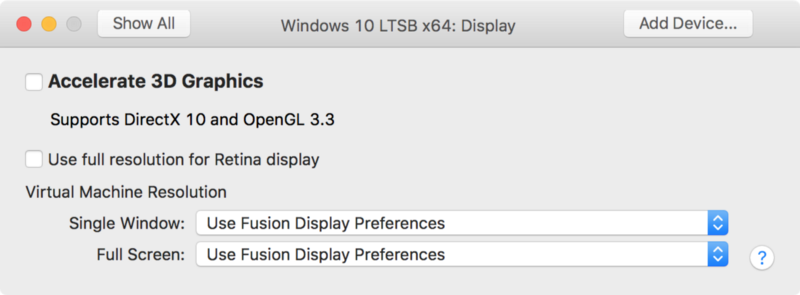 Show All
Windows 10 LTSB x64: Display
Add Device...
Accelerate 3D Graphics
Supports DirectX 10 and OpenGL 3.3
Use full resolution for Retina display
Virtual Machine Resolution
Single Window: Use Fusion Display Preferences
Full Screen: Use Fusion Display Preferences
?